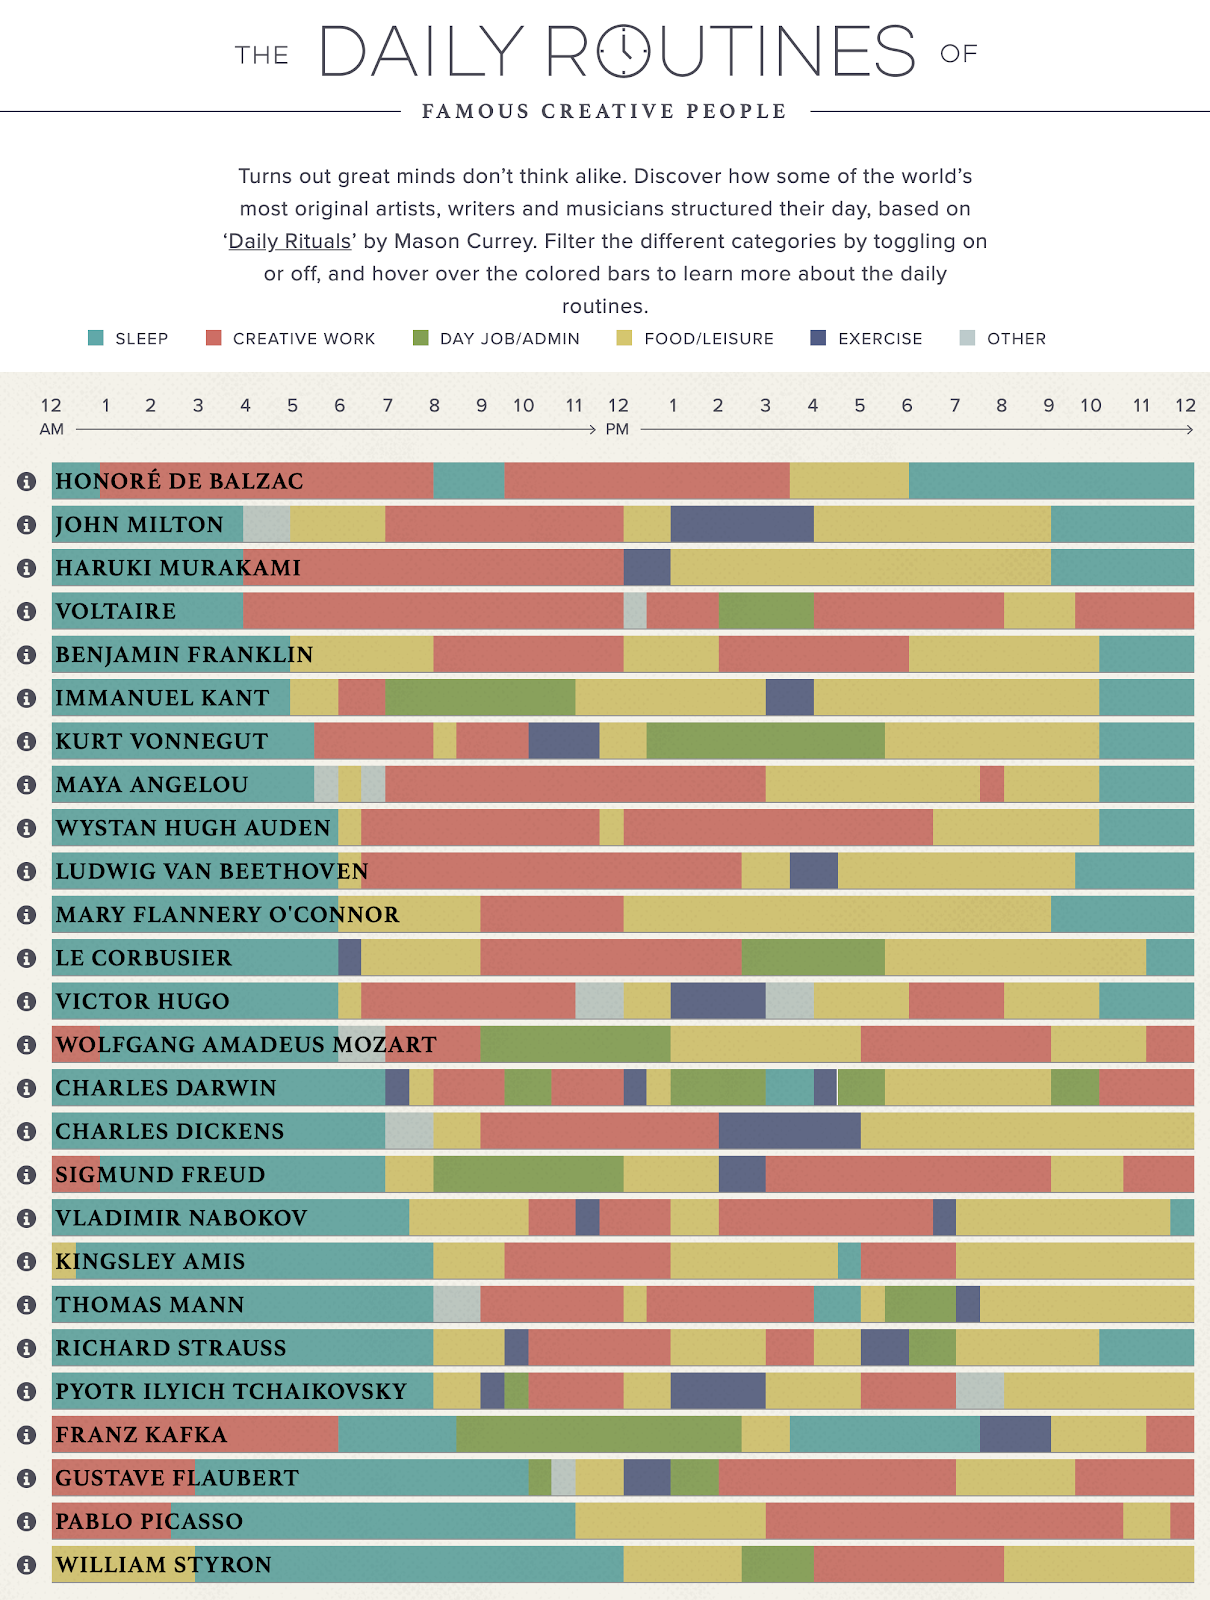 THE DAILY ROUTINES OF
FAMOUS CREATIVE PEOPLE
Turns out great minds don’t think alike. Discover how some of the world’s
most original artists, writers and musicians structured their day, based on
‘Daily Rituals’ by Mason Currey. Filter the different categories by toggling on
or off, and hover over the colored bars to learn more about the daily
routines.
SLEEP CREATIVE WORK DAY JOB/ADMIN FOOD/LEISURE EXERCISE OTHER
12 1 2 3 4 5 6 7 8 9 10 11 12 1 2 3 4 5 6 7 8 9 10 11 12
AM PM
HONORÉ DE BALZAC
JOHN MILTON
HARUKI MURAKAMI
VOLTAIRE
BENJAMIN FRANKLIN
IMMANUEL KANT
KURT VONNEGUT
MAYA ANGELOU
WYSTAN HUGH AUDEN
LUDWIG VAN BEETHOVEN
MARY FLANNERY O'CONNOR
LE CORBUSIER
VICTOR HUGO
WOLFGANG AMADEUS MOZART
CHARLES DARWIN
CHARLES DICKENS
SIGMUND FREUD
VLADIMIR NABOKOV
KINGSLEY AMIS
THOMAS MANN
RICHARD STRAUSS
PYOTR ILYICH TCHAIKOVSKY
FRANZ KAFKA
GUSTAVE FLAUBERT
PABLO PICASSO
WILLIAM STYRON